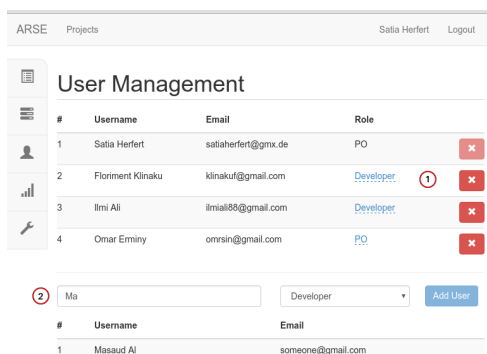 ARSE Projects Satia Herfert Logout
User Management
# Username Email Role
1 Satia Herfert satiaherfert@gmx.de PO
2 Floriment Klinaku klinakuf@gmail.com Developer 1
3 Ilmi Ali ilmiali88@gmail.com Developer
4 Omar Erminy omrsin@gmail.com PO
2 Ma Developer Add User
# Username Email
1 Masaud Al someone@gmail.com